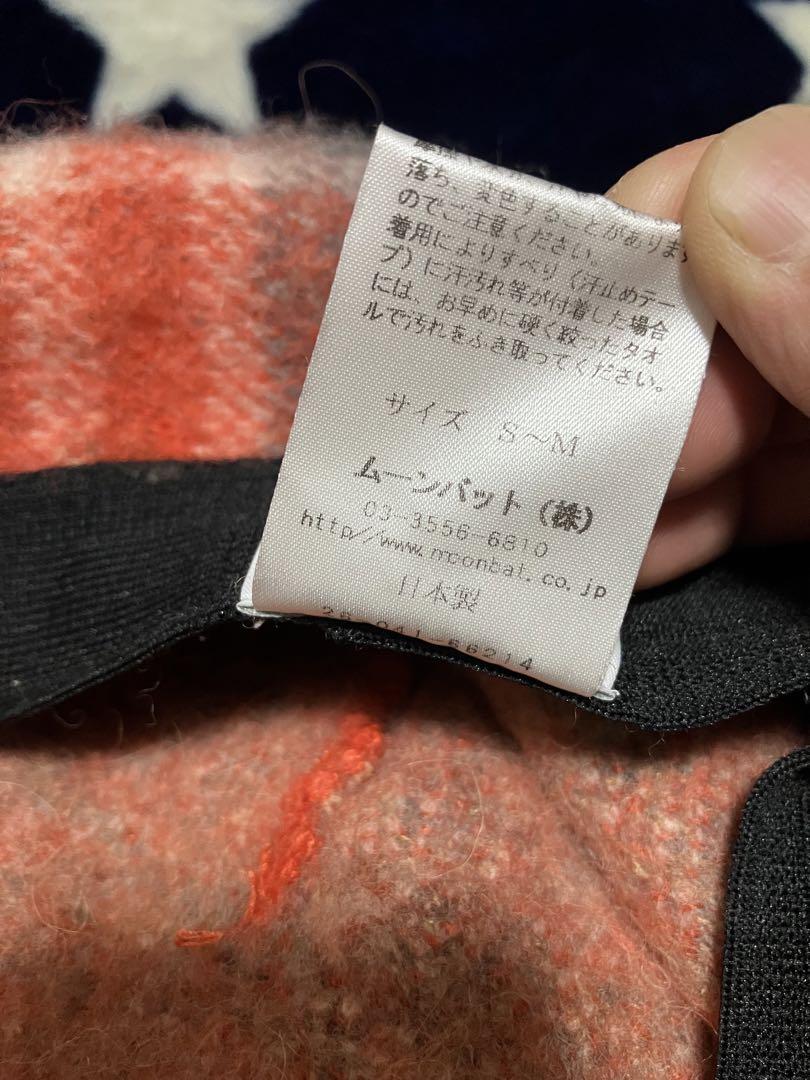 落ち、変色することがありま
のでご注意ください。
着用によりすべり（汗止めテー
プ）に汗汚れ等が付着した場合
には、お早めに硬く絞ったタオ
ルで汚れをふき取ってください。
サイズ S～M
ムーンバット（株）
03-3556-6810
http//www.moonbat.co.jp
日本製
26-041-56214